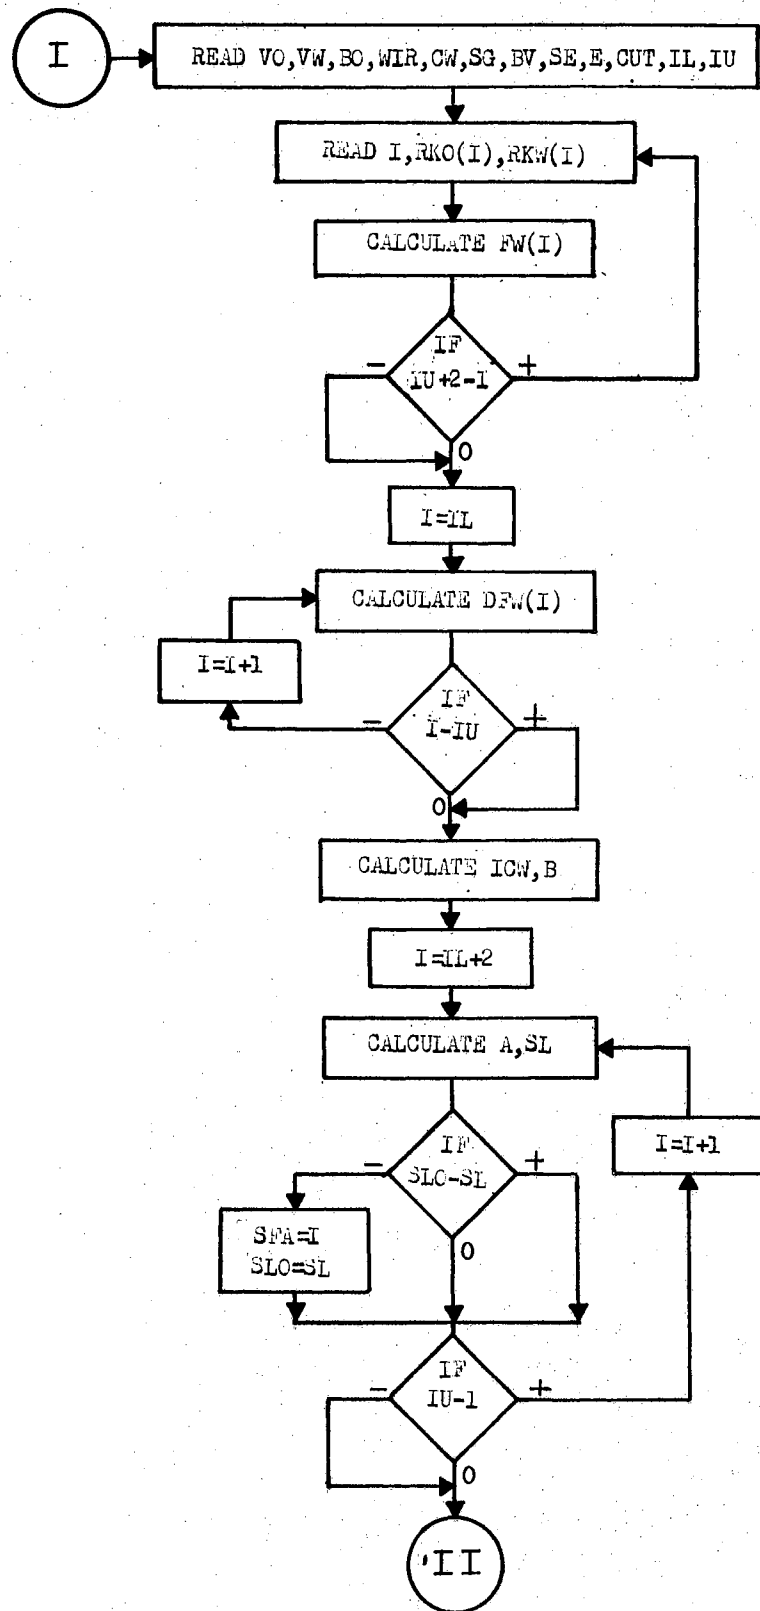 I
READ VO,VW,BO,WIR,CW,SG,BV,SE,E,CUT,IL,IU
READ I,RKO(I),RKW(I)
CALCULATE FW(I)
IF
- IU+2-I +
0
I=IL
CALCULATE DFW(I)
I=I+1
IF
- I-IU +
0
CALCULATE ICW,B
I=IL+2
CALCULATE A,SL
I=I+1
IF
- SLO-SL +
SFA=I
SLO=SL
0
IF
- IU-1 +
0
II